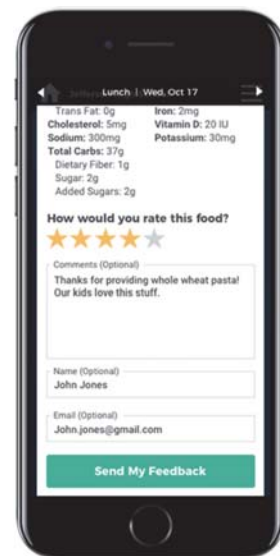 Lunch | Wed, Oct 17
Trans Fat: 0g
Cholesterol: 5mg
Sodium: 300mg
Total Carbs: 37g
Dietary Fiber: 1g
Sugar: 2g
Added Sugars: 2g
Iron: 2mg
Vitamin D: 20 IU
Potassium: 30mg
How would you rate this food?
Comments (Optional)
Thanks for providing whole wheat pasta!
Our kids love this stuff.
Name (Optional)
John Jones
Email (Optional)
John.jones@gmail.com
Send My Feedback